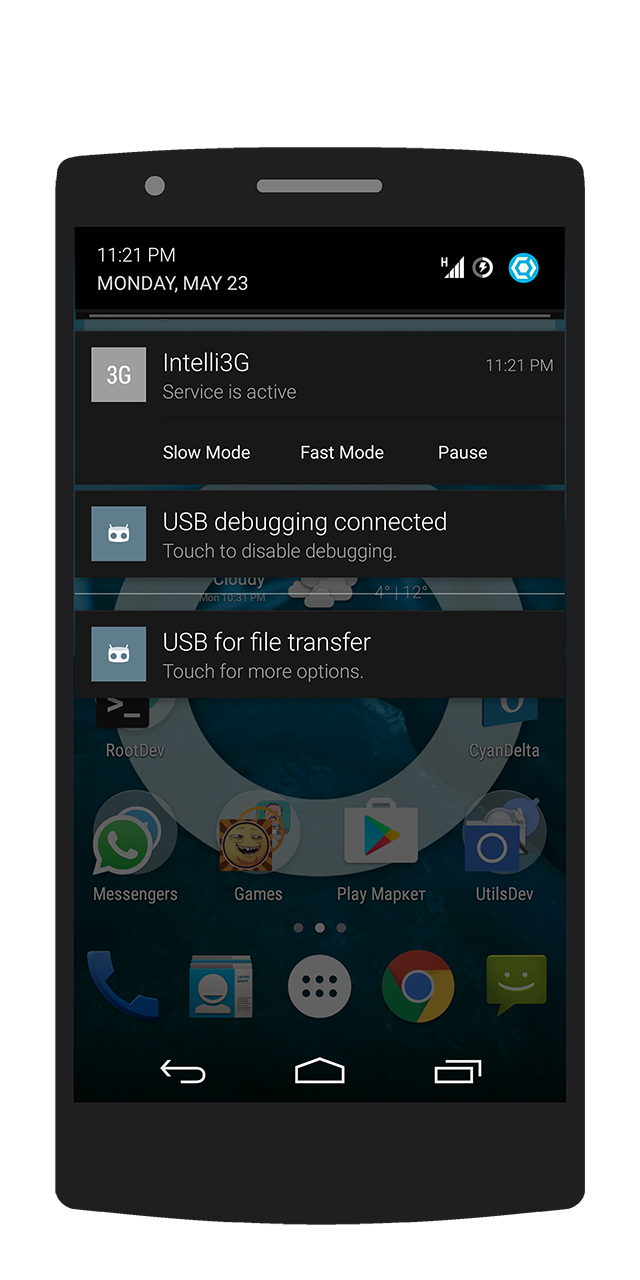 11:21 PM
MONDAY, MAY 23
H
3G
Intelli3G
11:21 PM
Service is active
Slow Mode
Fast Mode
Pause
USB debugging connected
Touch to disable debugging.
Cloudy
Mon 10:31 PM
4° | 12°
USB for file transfer
Touch for more options.
RootDev
CyanDelta
Messengers
Games
Play Маркет
UtilsDev